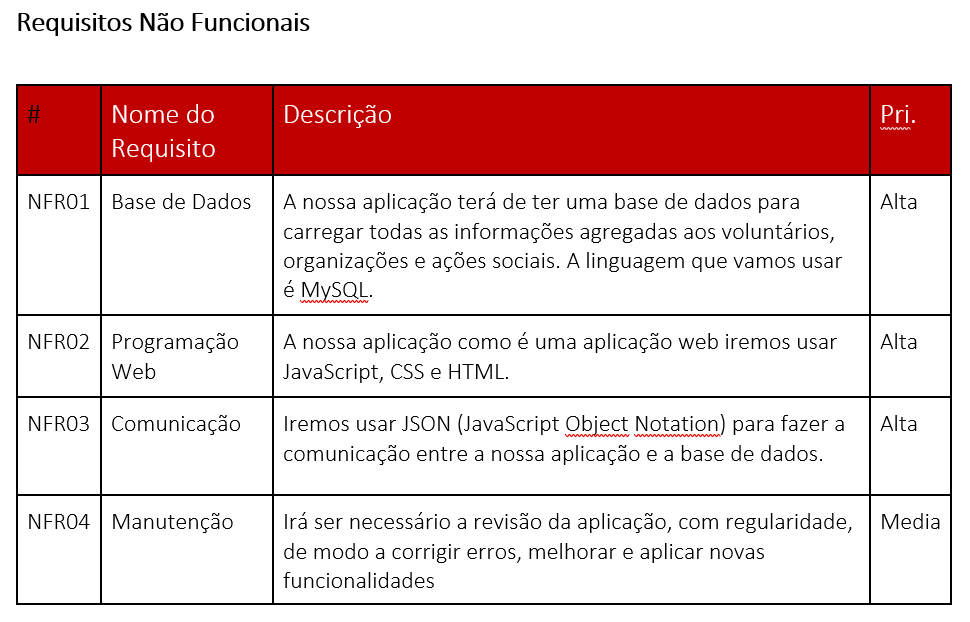 Requisitos Não Funcionais
#
Nome do
Requisito
Descrição
Pri.
NFR01
Base de Dados
A nossa aplicação terá de ter uma base de dados para
carregar todas as informações agregadas aos voluntários,
organizações e ações sociais. A linguagem que vamos usar
é MySQL.
Alta
NFR02
Programação
Web
A nossa aplicação como é uma aplicação web iremos usar
JavaScript, CSS e HTML.
Alta
NFR03
Comunicação
Iremos usar JSON (JavaScript Object Notation) para fazer a
comunicação entre a nossa aplicação e a base de dados.
Alta
NFR04
Manutenção
Irá ser necessário a revisão da aplicação, com regularidade,
de modo a corrigir erros, melhorar e aplicar novas
funcionalidades
Media